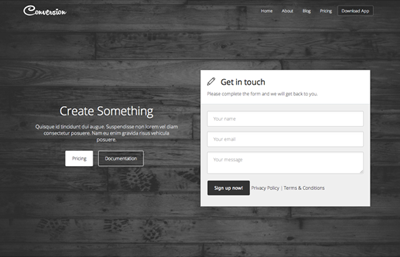 Conversion
Home About Blog Pricing Download App
Create Something
Quisque id tincidunt dui augue. Suspendisse non lorem vel diam
consectetur posuere. Nam eu enim gravida risus vehicula
posuere.
Pricing Documentation
Get in touch
Please complete the form and we will get back to you.
Your name
Your email
Your message
Sign up now! Privacy Policy | Terms & Conditions